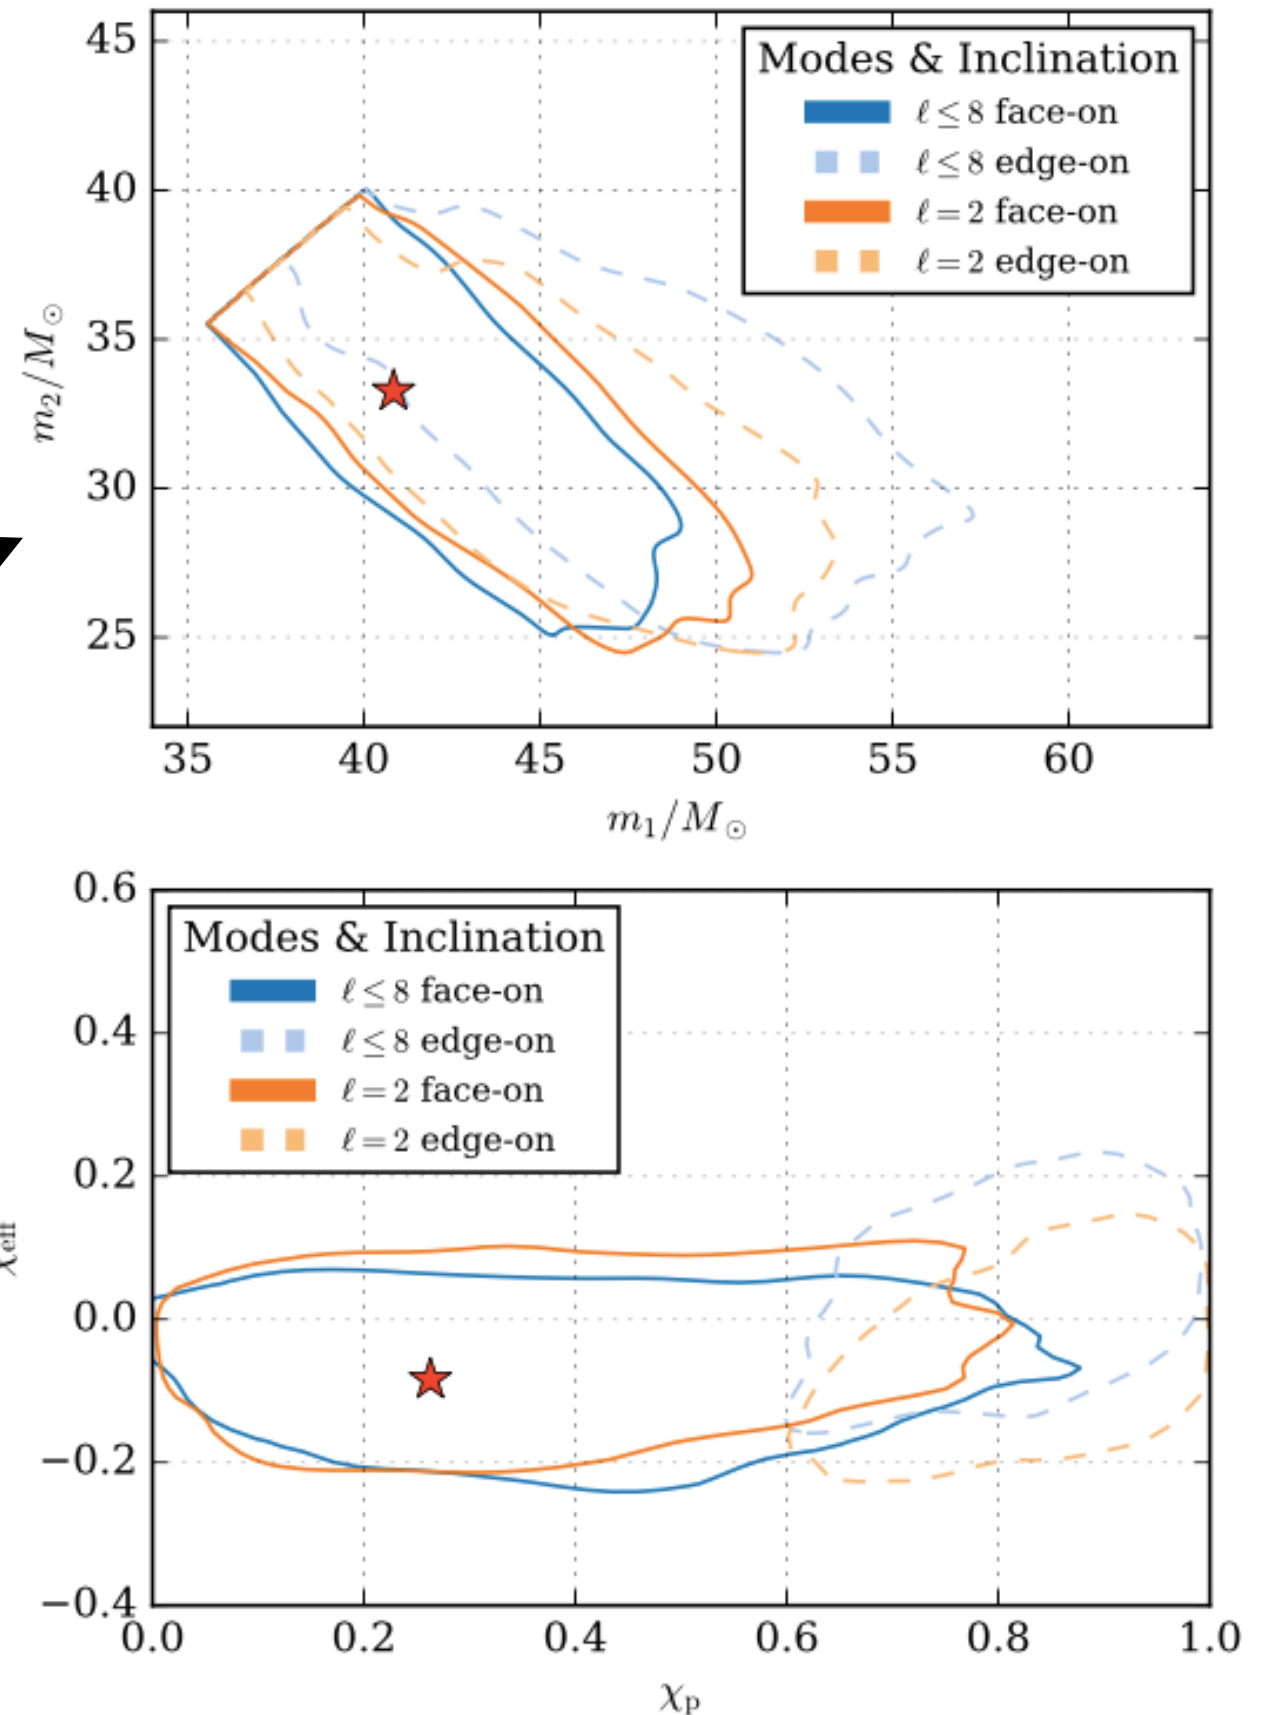 45
40
35
30
25
m₂/M⊙
Modes & Inclination
ℓ ≤ 8 face-on
ℓ ≤ 8 edge-on
ℓ = 2 face-on
ℓ = 2 edge-on
35 40 45 50 55 60
m₁/M⊙
0.6
0.4
0.2
0.0
−0.2
−0.4
χeff
Modes & Inclination
ℓ ≤ 8 face-on
ℓ ≤ 8 edge-on
ℓ = 2 face-on
ℓ = 2 edge-on
0.0 0.2 0.4 0.6 0.8 1.0
χp